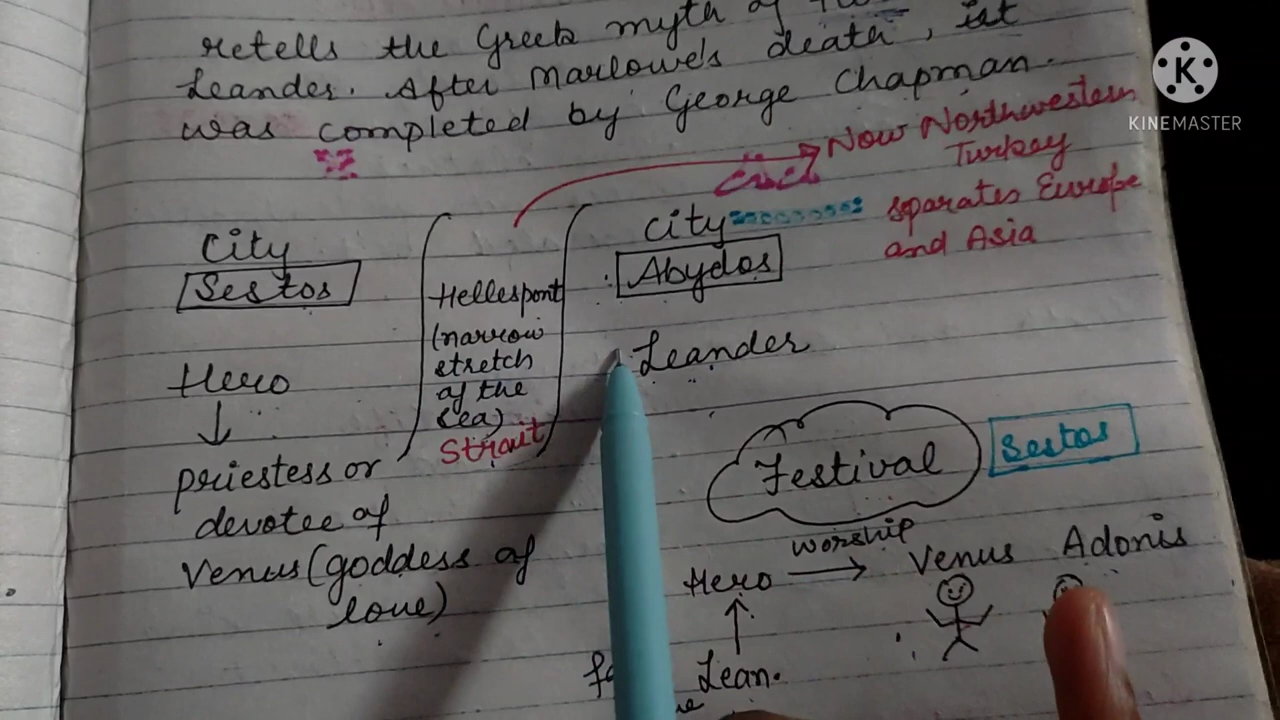 retells the Greek myth of
Leander. After Marlowe's death, it
was completed by George Chapman.
Now Northwestern
Turkey
separates Europe
and Asia
City
Sestos
Hero
priestess or
devotee of
Venus (goddess of
love)
Hellespont
(narrow
stretch
of the
sea)
Strait
City
Abydos
Leander
Festival
Sestos
Hero
worship
Venus Adonis
Lean.
KINEMASTER